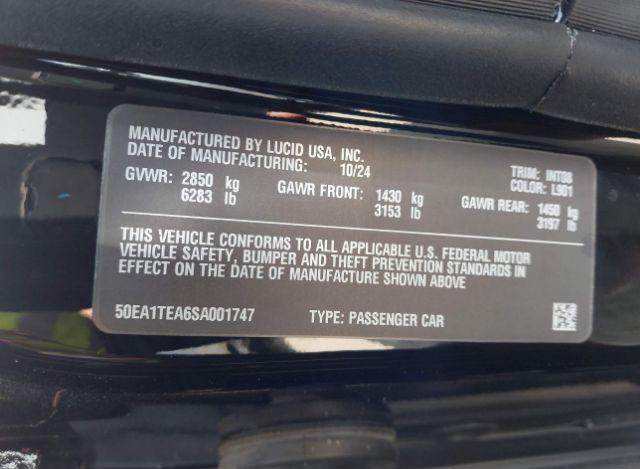 MANUFACTURED BY LUCID USA, INC.
DATE OF MANUFACTURING: 10/24 TRIM: INT08
COLOR: L901
GVWR: 2850 kg GAWR FRONT: 1430 kg GAWR REAR: 1450 kg
6283 lb 3153 lb 3197 lb
THIS VEHICLE CONFORMS TO ALL APPLICABLE U.S. FEDERAL MOTOR
VEHICLE SAFETY, BUMPER AND THEFT PREVENTION STANDARDS IN
EFFECT ON THE DATE OF MANUFACTURE SHOWN ABOVE
50EA1TEA6SA001747 TYPE: PASSENGER CAR